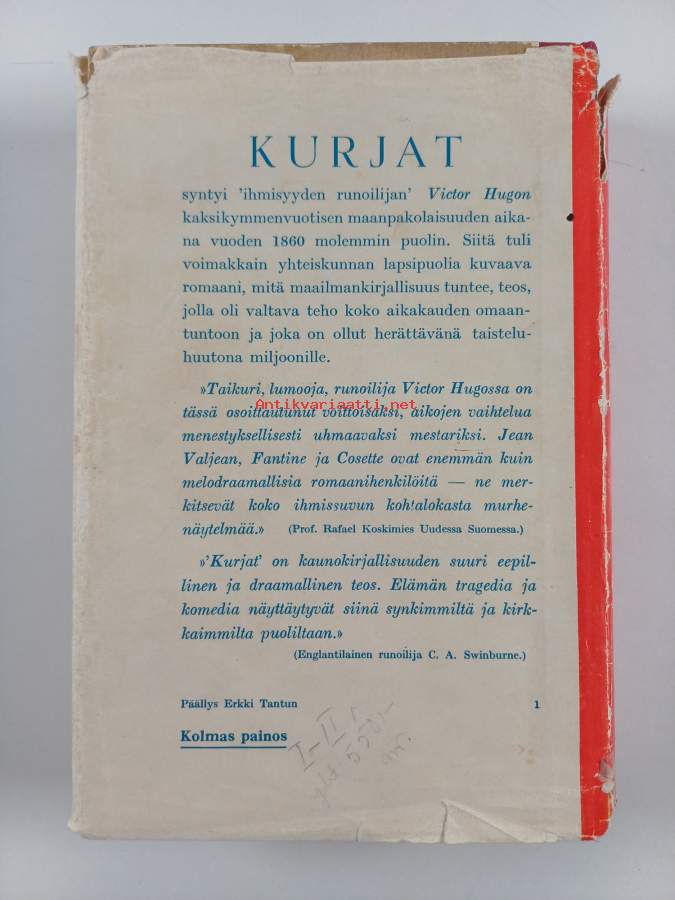 KURJAT
syntyi 'ihmisyyden runoilijan' Victor Hugon
kaksikymmenvuotisen maanpakolaisuuden aika-
na vuoden 1860 molemmin puolin. Siitä tuli
voimakkain yhteiskunnan lapsipuolia kuvaava
romaani, mitä maailmankirjallisuus tuntee, teos,
jolla oli valtava teho koko aikakauden omaan-
tuntoon ja joka on ollut herättävänä taistelu-
huutona miljoonille.
»Taikuri, lumooja, runoilija Victor Hugossa on
Antikvariaatti.net
tässä osoittautunut voittoisaksi, aikojen vaihtelua
menestyksellisesti uhmaavaksi mestariksi. Jean
Valjean, Fantine ja Cosette ovat enemmän kuin
melodraamallisia romaanihenkilöitä — ne mer-
kitsevät koko ihmissuvun kohtalokasta murhe-
näytelmää.» (Prof. Rafael Koskimies Uudessa Suomessa.)
»'Kurjat' on kaunokirjallisuuden suuri eepil-
linen ja draamallinen teos. Elämän tragedia ja
komedia näyttäytyvät siinä synkimmiltä ja kirk-
kaimmilta puoliltaan.»
(Englantilainen runoilija C. A. Swinburne.)
Päällys Erkki Tantun 1
Kolmas painos
I-II